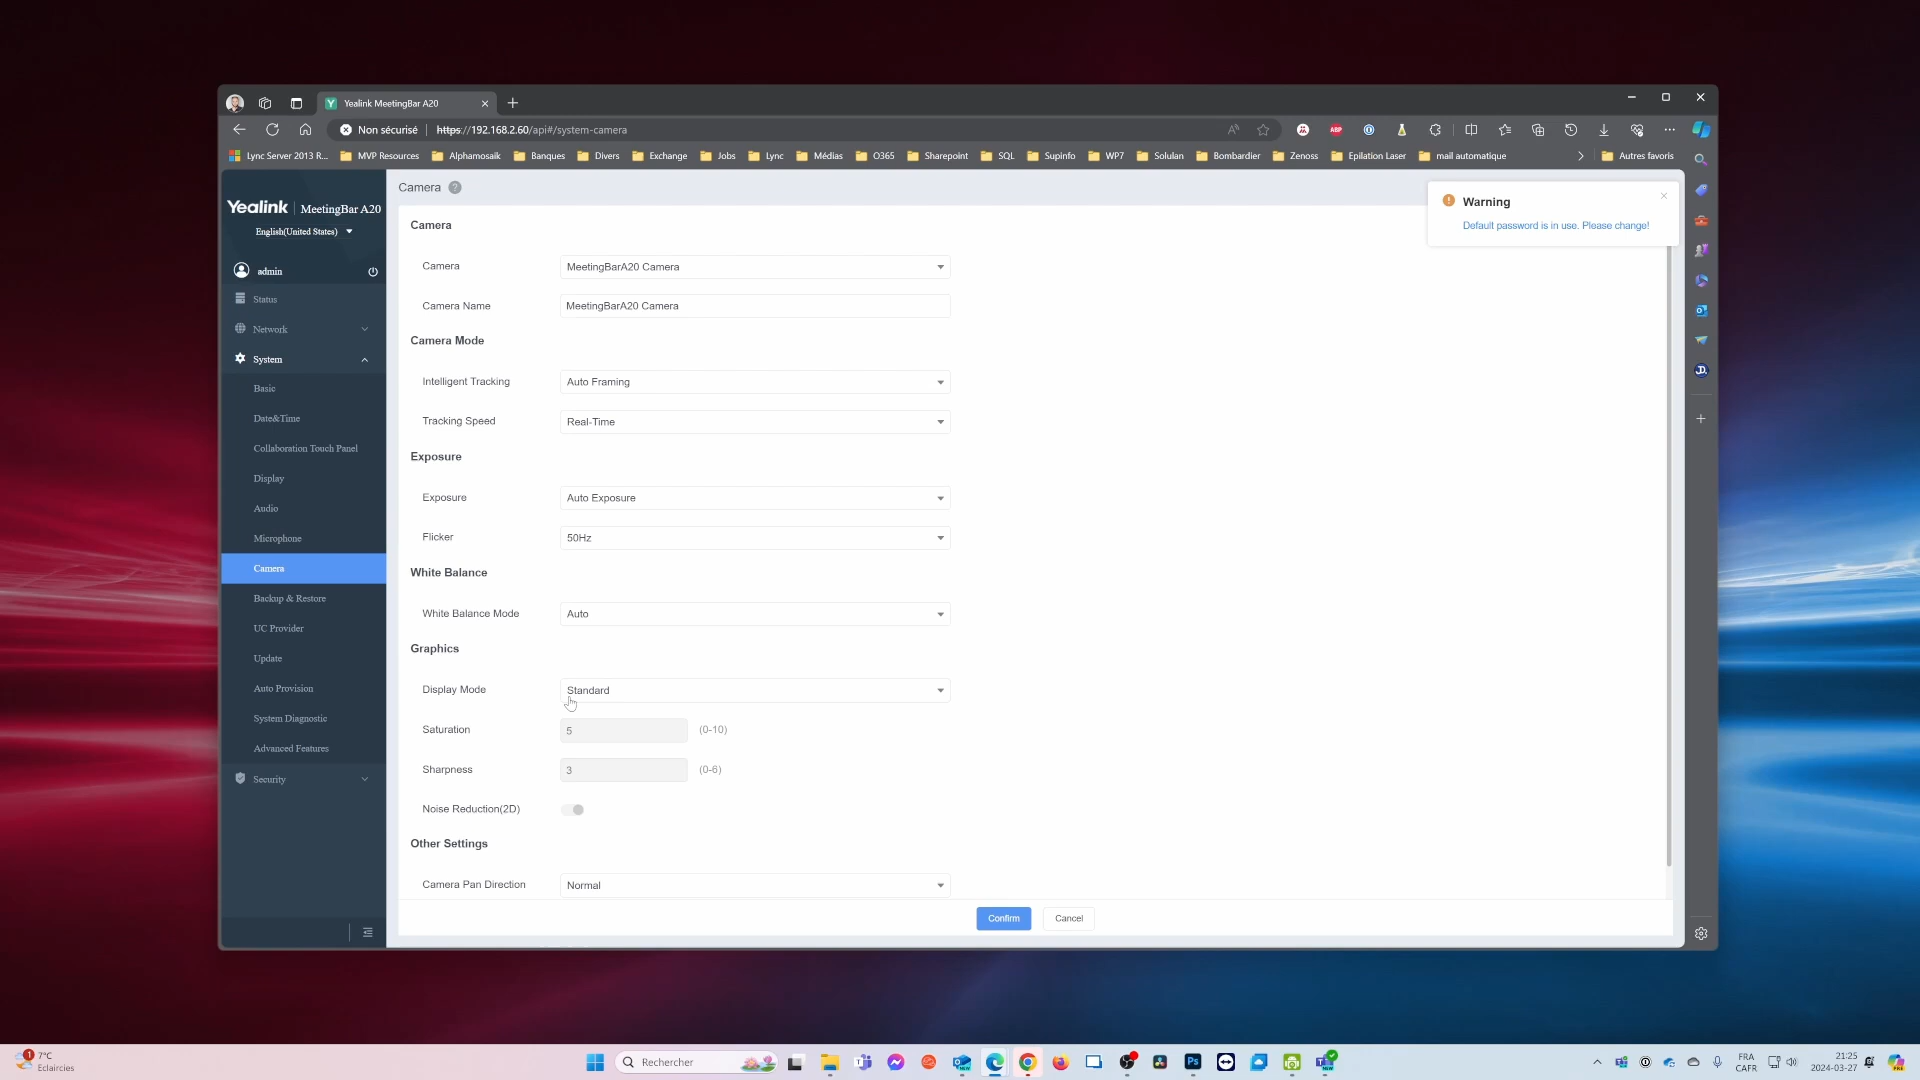 Yealink MeetingBar A20
Non sécurisé
https://192.168.2.60/api#/system-camera
ABP
Lync Server 2013 R...
MVP Resources
Alphamosaik
Banques
Divers
Exchange
Jobs
Lync
Médias
O365
Sharepoint
SQL
Supinfo
WP7
Solulan
Bombardier
Zenoss
Epilation Laser
mail automatique
Autres favoris
Yealink | MeetingBar A20
English(United States)
admin
Status
Network
System
Basic
Date&Time
Collaboration Touch Panel
Display
Audio
Microphone
Camera
Backup & Restore
UC Provider
Update
Auto Provision
System Diagnostic
Advanced Features
Security
Camera ?
Warning
Default password is in use. Please change!
Camera
Camera MeetingBarA20 Camera
Camera Name MeetingBarA20 Camera
Camera Mode
Intelligent Tracking Auto Framing
Tracking Speed Real-Time
Exposure
Exposure Auto Exposure
Flicker 50Hz
White Balance
White Balance Mode Auto
Graphics
Display Mode Standard
Saturation 5 (0-10)
Sharpness 3 (0-6)
Noise Reduction(2D)
Other Settings
Camera Pan Direction Normal
Confirm Cancel
1
7°C
Eclaircies
Rechercher
Ps
FRA
CAFR
21:25
2024-03-27